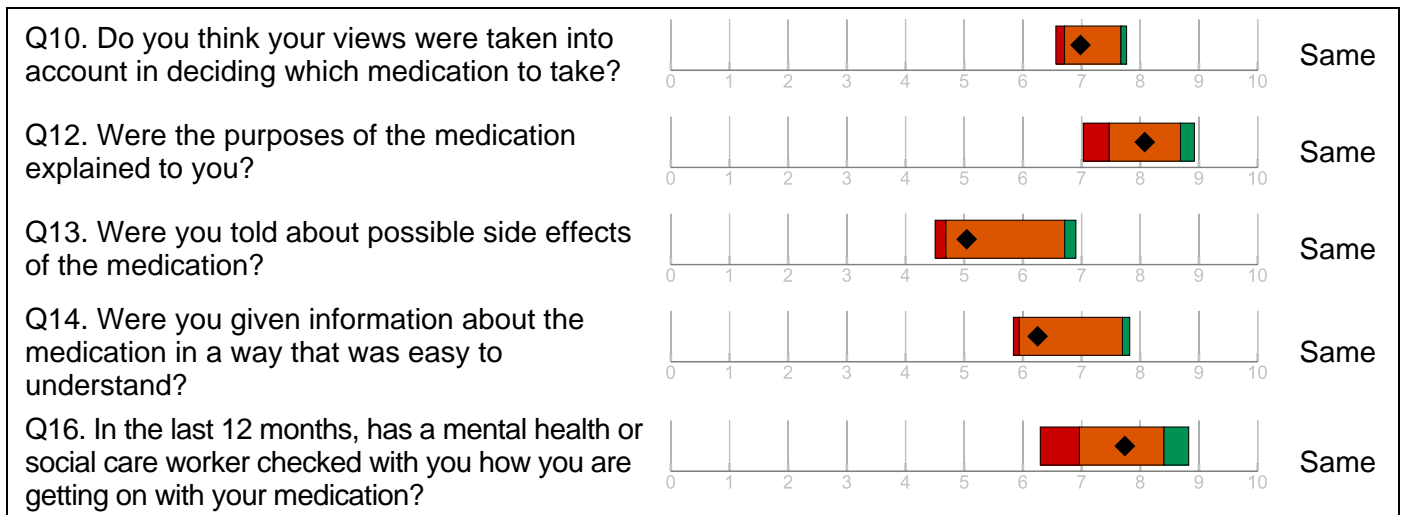 Q10. Do you think your views were taken into
account in deciding which medication to take?
0 1 2 3 4 5 6 7 8 9 10
Same
Q12. Were the purposes of the medication
explained to you?
0 1 2 3 4 5 6 7 8 9 10
Same
Q13. Were you told about possible side effects
of the medication?
0 1 2 3 4 5 6 7 8 9 10
Same
Q14. Were you given information about the
medication in a way that was easy to
understand?
0 1 2 3 4 5 6 7 8 9 10
Same
Q16. In the last 12 months, has a mental health or
social care worker checked with you how you are
getting on with your medication?
0 1 2 3 4 5 6 7 8 9 10
Same